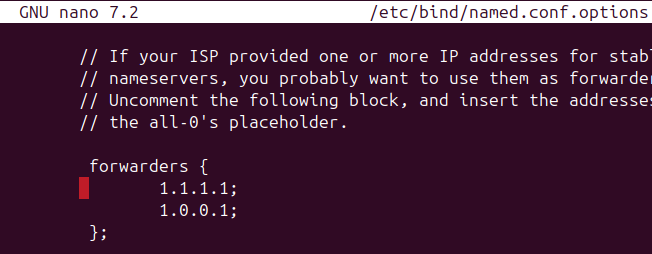 GNU nano 7.2 /etc/bind/named.conf.options
// If your ISP provided one or more IP addresses for
// nameservers, you probably want to use them as
// Uncomment the following block, and insert the addresses
// the all-0's placeholder.
forwarders {
1.1.1.1;
1.0.0.1;
};